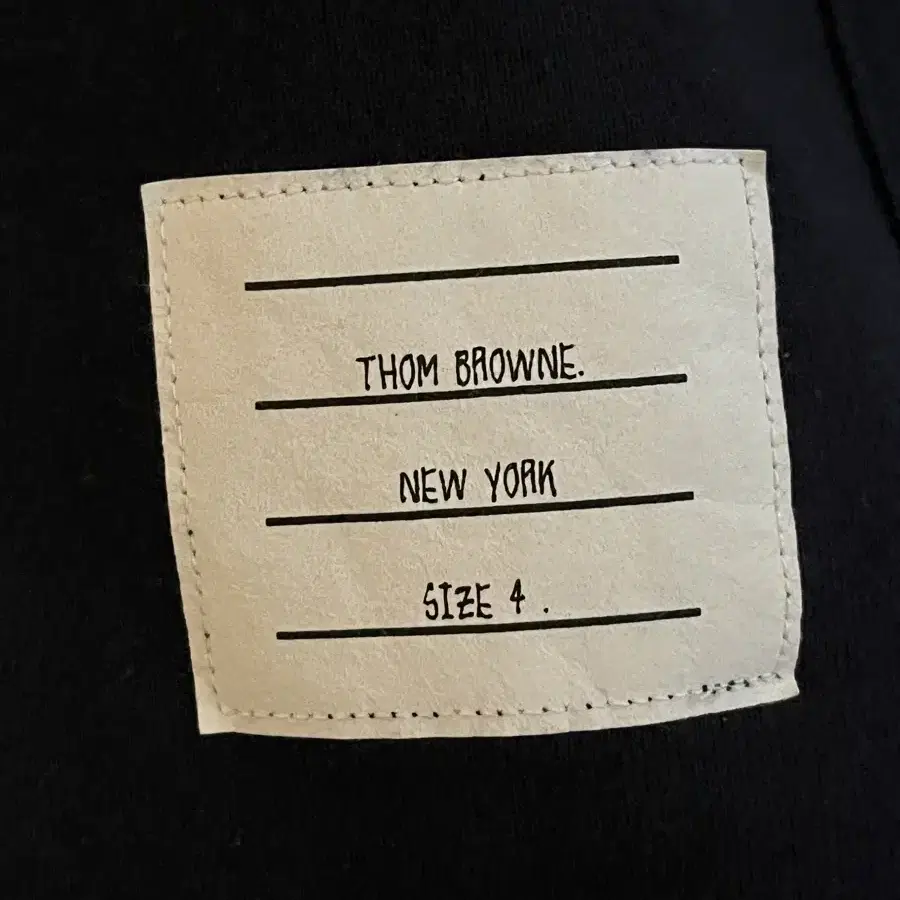 THOM BROWNE.
NEW YORK
SIZE 4 .